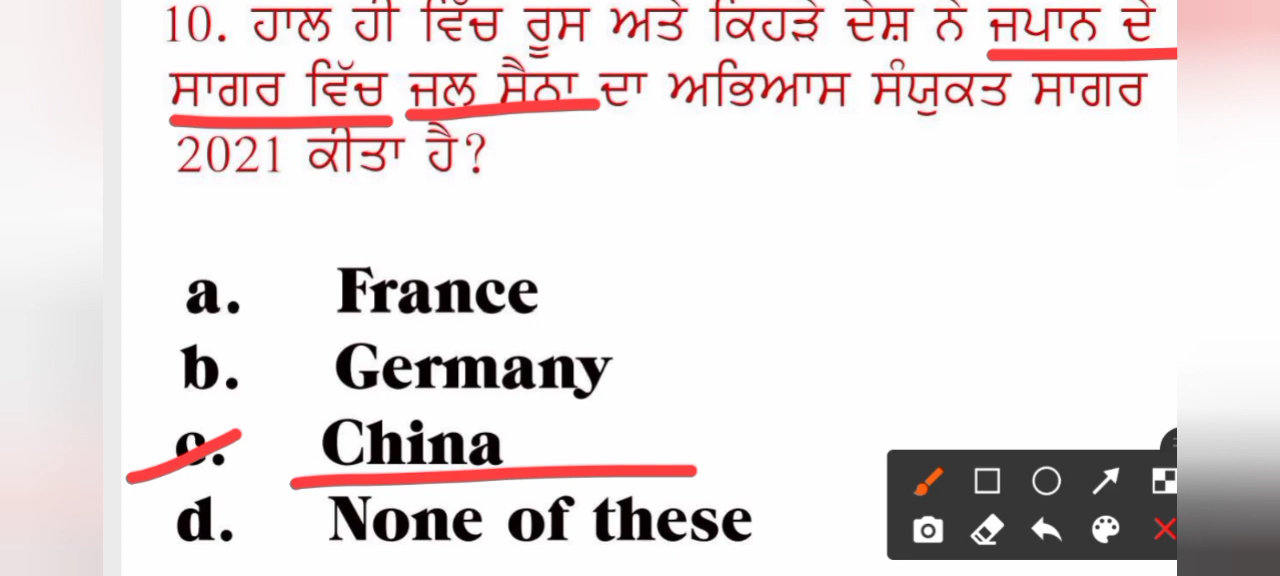 10. ਹਾਲ ਹੀ ਵਿੱਚ ਰੂਸ ਅਤੇ ਕਿਹੜੇ ਦੇਸ਼ ਨੇ ਜਪਾਨ ਦੇ
ਸਾਗਰ ਵਿੱਚ ਜਲ ਸੈਨਾ ਦਾ ਅਭਿਆਸ ਸੰਯੁਕਤ ਸਾਗਰ
2021 ਕੀਤਾ ਹੈ?
a. France
b. Germany
c. China
d. None of these